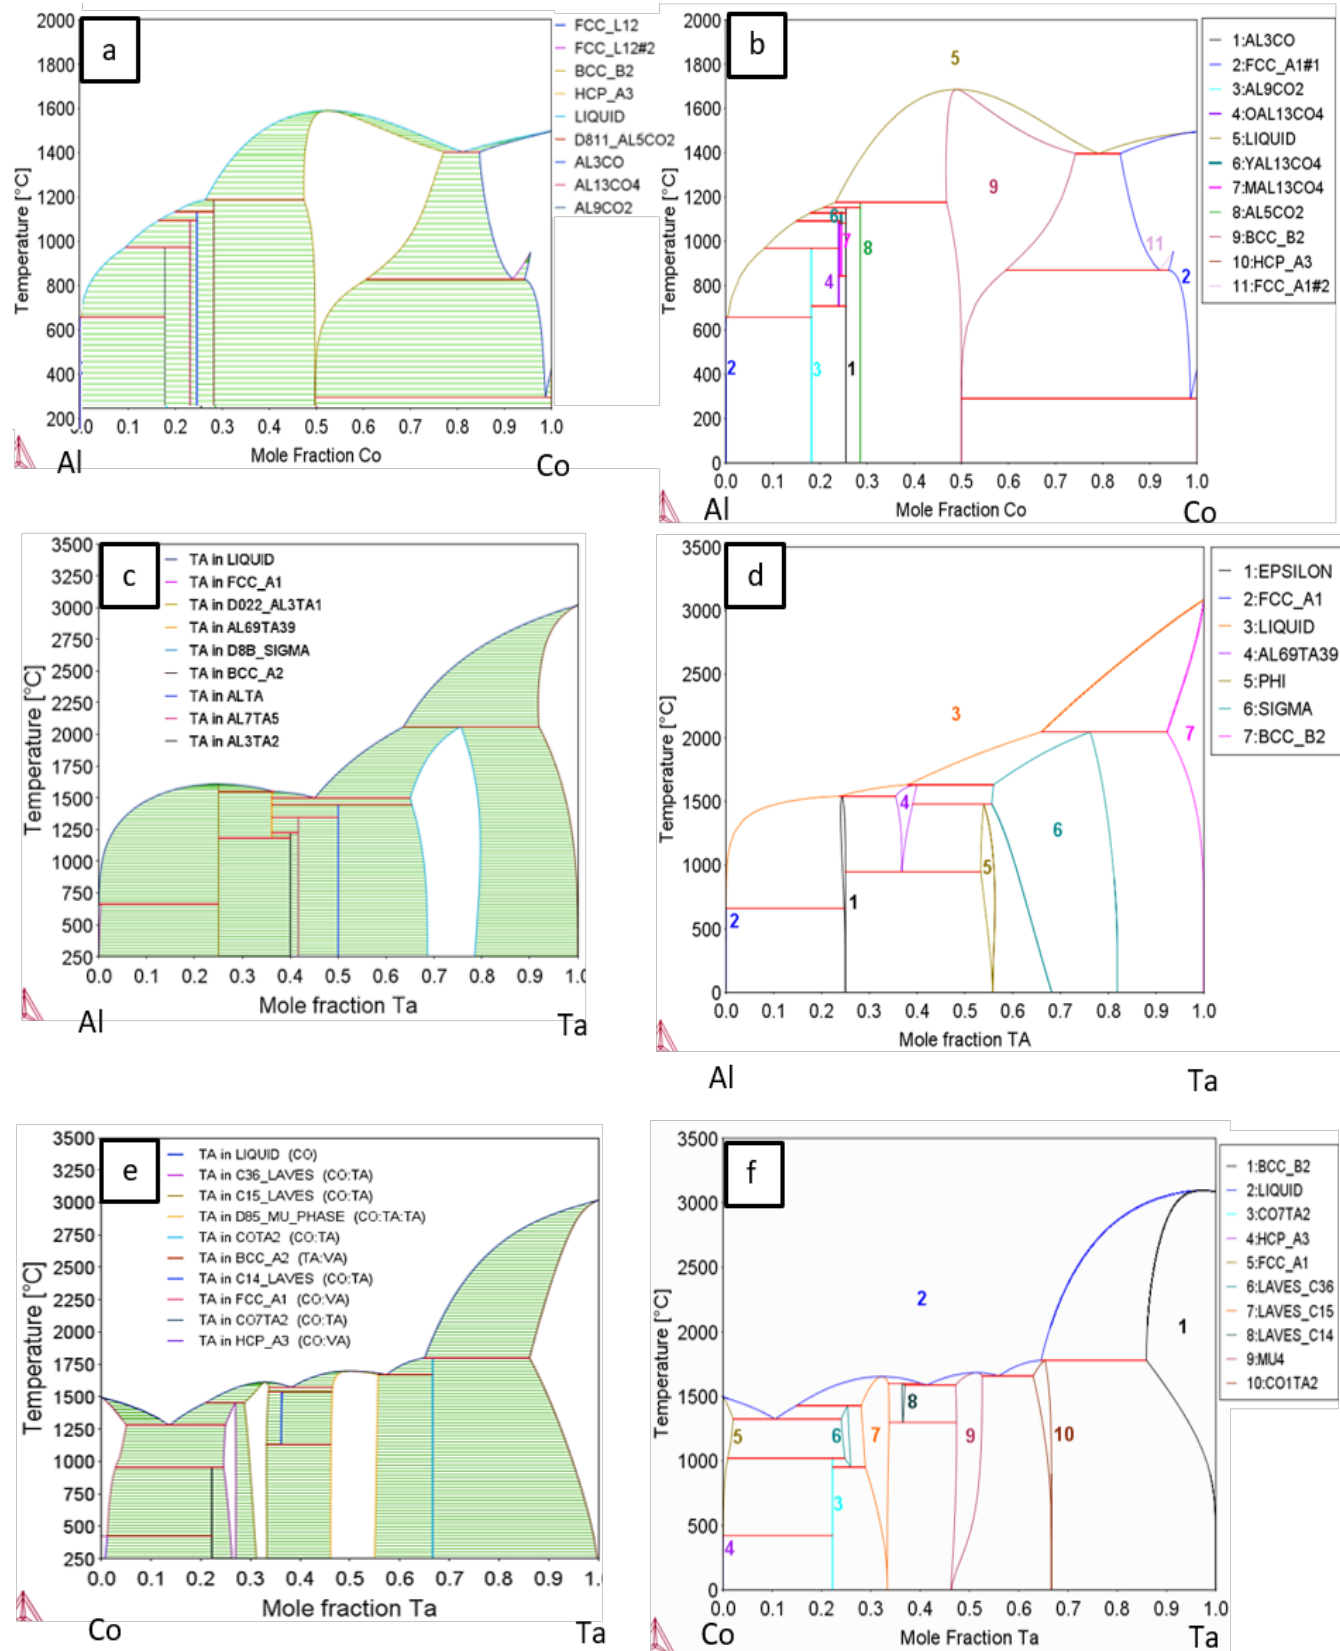 a
2000
1800
1600
1400
1200
1000
800
600
400
200
Temperature [°C]
0.1 0.2 0.3 0.4 0.5 0.6 0.7 0.8 0.9 1.0
Mole Fraction Co
Al
Co
FCC_L12
FCC_L12#2
BCC_B2
HCP_A3
LIQUID
D811_AL5CO2
AL3CO
AL13CO4
AL9CO2
b
2000
1800
1600
1400
1200
1000
800
600
400
200
0
Temperature [°C]
5
9
11
2
6
7
8
4
2
3
1
0.0 0.1 0.2 0.3 0.4 0.5 0.6 0.7 0.8 0.9 1.0
Mole Fraction Co
Al
Co
1:AL3CO
2:FCC_A1#1
3:AL9CO2
4:OAL13CO4
5:LIQUID
6:YAL13CO4
7:MAL13CO4
8:AL5CO2
9:BCC_B2
10:HCP_A3
11:FCC_A1#2
c
3500
3250
3000
2750
2500
2250
2000
1750
1500
1250
1000
750
500
250
Temperature [°C]
TA in LIQUID
TA in FCC_A1
TA in D022_AL3TA1
TA in AL69TA39
TA in D8B_SIGMA
TA in BCC_A2
TA in ALTA
TA in AL7TA5
TA in AL3TA2
0.0 0.1 0.2 0.3 0.4 0.5 0.6 0.7 0.8 0.9 1.0
Mole fraction Ta
Al
Ta
d
3500
3000
2500
2000
1500
1000
500
0
Temperature [°C]
3
7
4
6
5
1
2
0.0 0.1 0.2 0.3 0.4 0.5 0.6 0.7 0.8 0.9 1.0
Mole fraction TA
Al
Ta
1:EPSILON
2:FCC_A1
3:LIQUID
4:AL69TA39
5:PHI
6:SIGMA
7:BCC_B2
e
3500
3250
3000
2750
2500
2250
2000
1750
1500
1250
1000
750
500
250
Temperature [°C]
TA in LIQUID (CO)
TA in C36_LAVES (CO:TA)
TA in C15_LAVES (CO:TA)
TA in D85_MU_PHASE (CO:TA:TA)
TA in COTA2 (CO:TA)
TA in BCC_A2 (TA:VA)
TA in C14_LAVES (CO:TA)
TA in FCC_A1 (CO:VA)
TA in CO7TA2 (CO:TA)
TA in HCP_A3 (CO:VA)
0.0 0.1 0.2 0.3 0.4 0.5 0.6 0.7 0.8 0.9 1.
Mole fraction Ta
Co
Ta
f
3500
3000
2500
2000
1500
1000
500
0
Temperature [°C]
2
1
8
5
6
7
9
10
3
4
0.0 0.1 0.2 0.3 0.4 0.5 0.6 0.7 0.8 0.9 1.0
Mole Fraction Ta
Co
Ta
1:BCC_B2
2:LIQUID
3:CO7TA2
4:HCP_A3
5:FCC_A1
6:LAVES_C36
7:LAVES_C15
8:LAVES_C14
9:MU4
10:CO1TA2